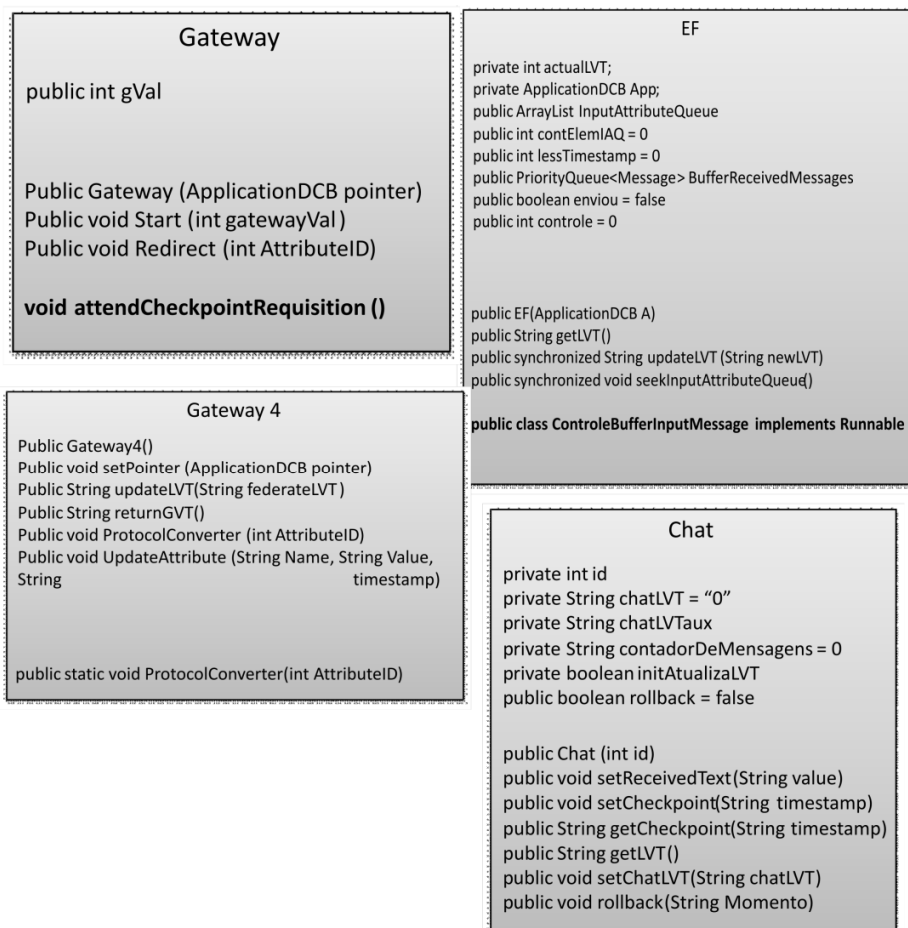 Gateway
public int gVal
Public Gateway (ApplicationDCB pointer)
Public void Start (int gatewayVal)
Public void Redirect (int AttributeID)
void attendCheckpointRequisition ()
EF
private int actualLVT;
private ApplicationDCB App;
public ArrayList InputAttributeQueue
public int contElemIAQ = 0
public int lessTimestamp = 0
public PriorityQueue<Message> BufferReceivedMessages
public boolean enviou = false
public int controle = 0
public EF(ApplicationDCB A)
public String getLVT()
public synchronized String updateLVT (String newLVT)
public synchronized void seekInputAttributeQueue()
public class ControleBufferInputMessage implements Runnable
Gateway 4
Public Gateway4()
Public void setPointer (ApplicationDCB pointer)
Public String updateLVT(String federateLVT)
Public String returnGVT()
Public void ProtocolConverter (int AttributeID)
Public void UpdateAttribute (String Name, String Value,
String timestamp)
public static void ProtocolConverter(int AttributeID)
Chat
private int id
private String chatLVT = “0”
private String chatLVTaux
private String contadorDeMensagens = 0
private boolean initAtualizaLVT
public boolean rollback = false
public Chat (int id)
public void setReceivedText(String value)
public void setCheckpoint(String timestamp)
public String getCheckpoint(String timestamp)
public String getLVT()
public void setChatLVT(String chatLVT)
public void rollback(String Momento)